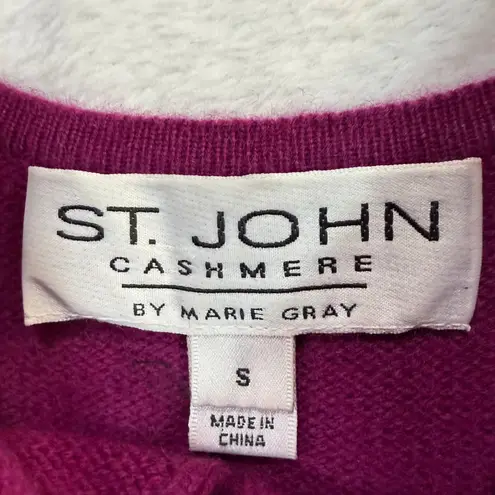 ST. JOHN
CASHMERE
BY MARIE GRAY
S
MADE IN
CHINA